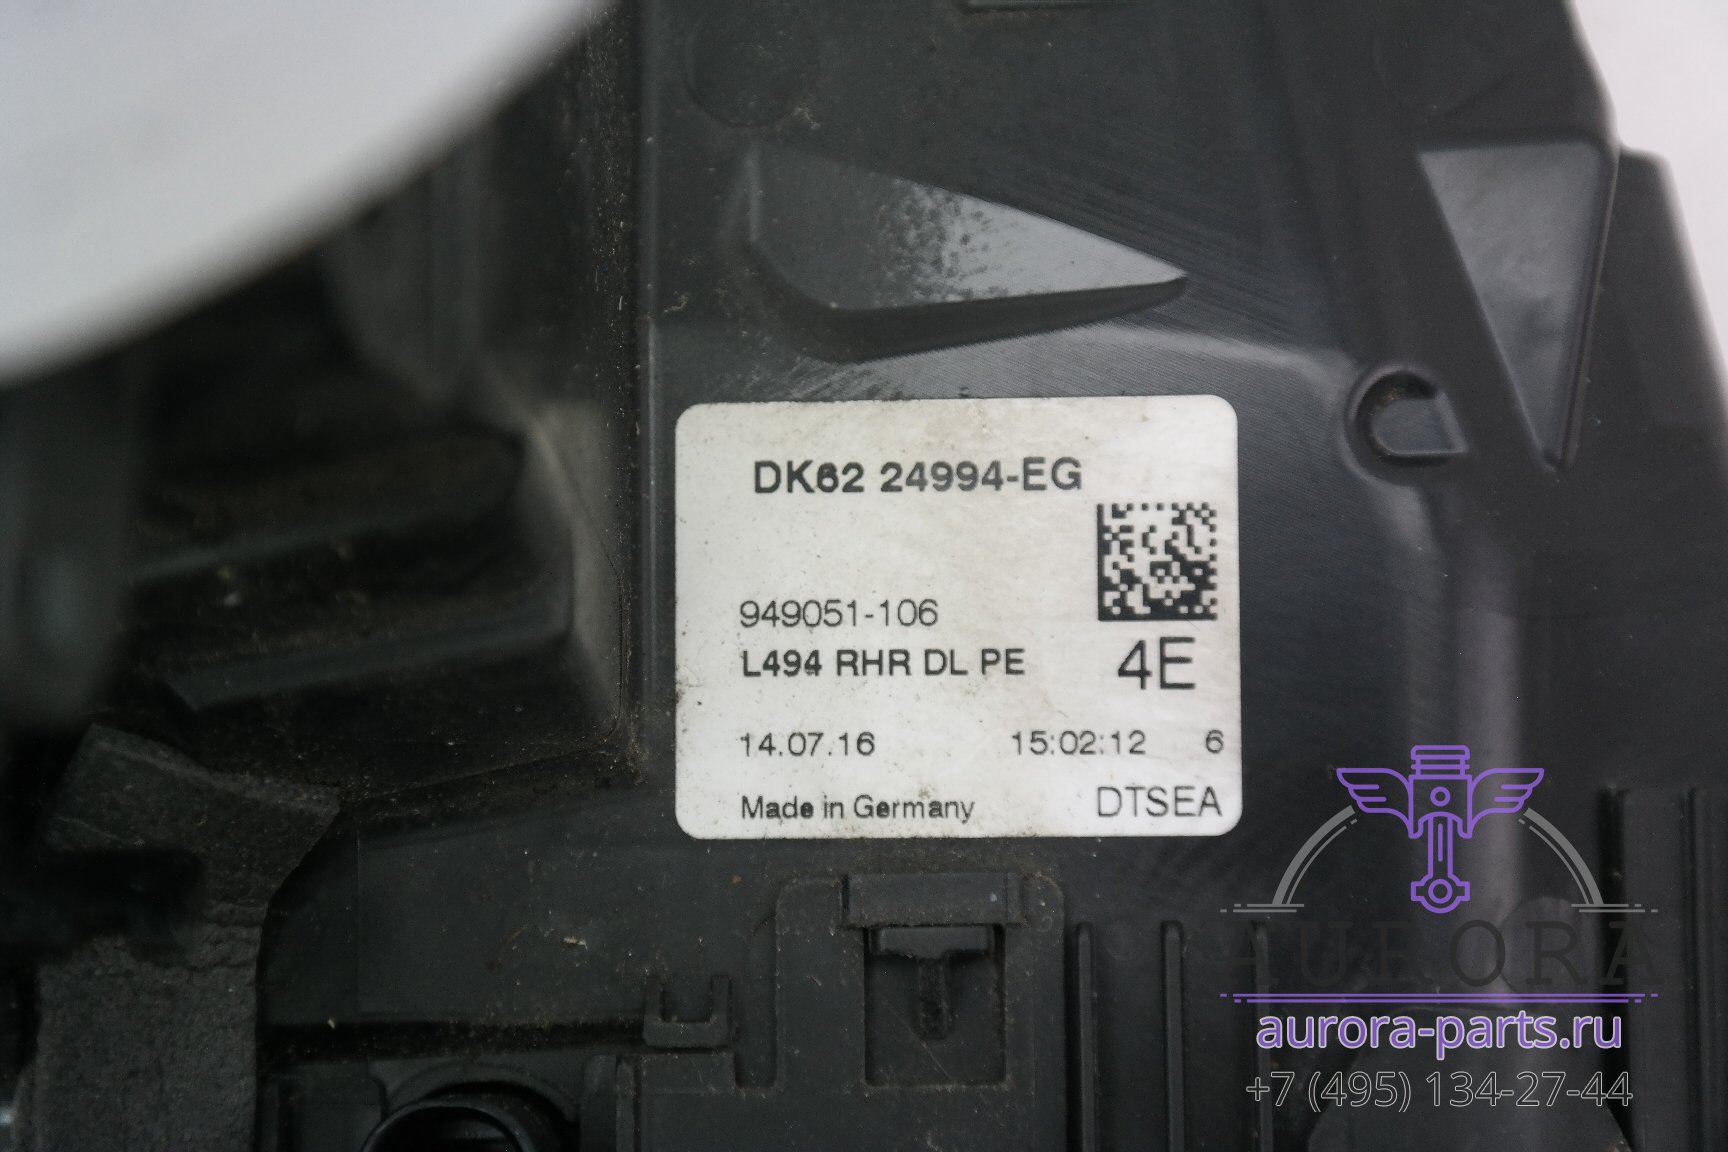 DK62 24994-EG
949051-106
L494 RHR DL PE
4E
14.07.16 15:02:12 6
Made in Germany DTSEA
AURORA
aurora-parts.ru
+7 (495) 134-27-44